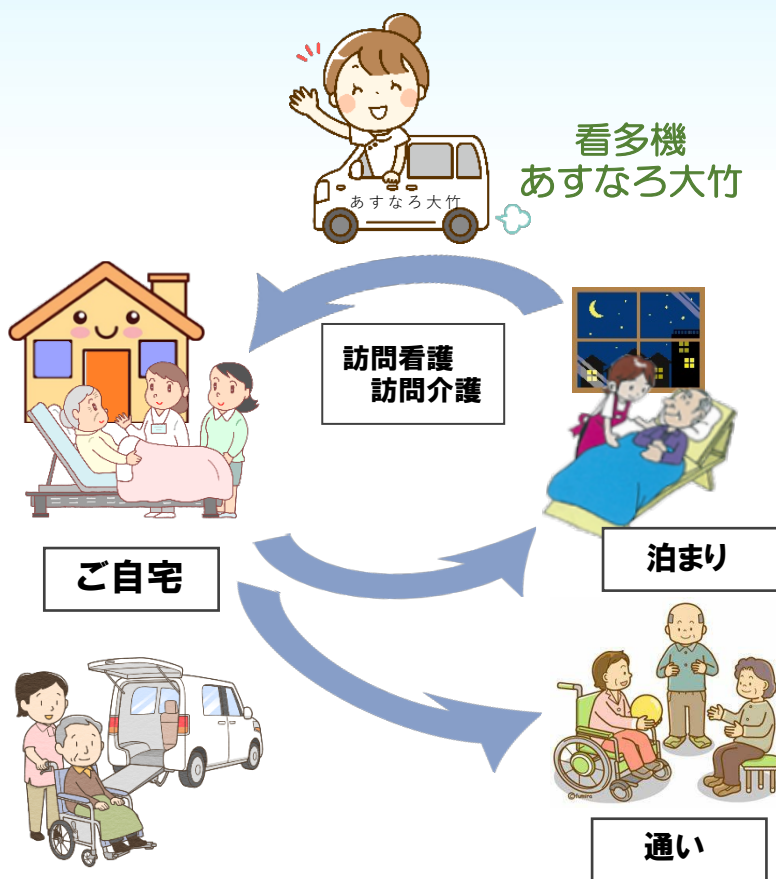 看多機
あすなろ大竹
あすなろ大竹
訪問看護
訪問介護
泊まり
ご自宅
©fumira
通い